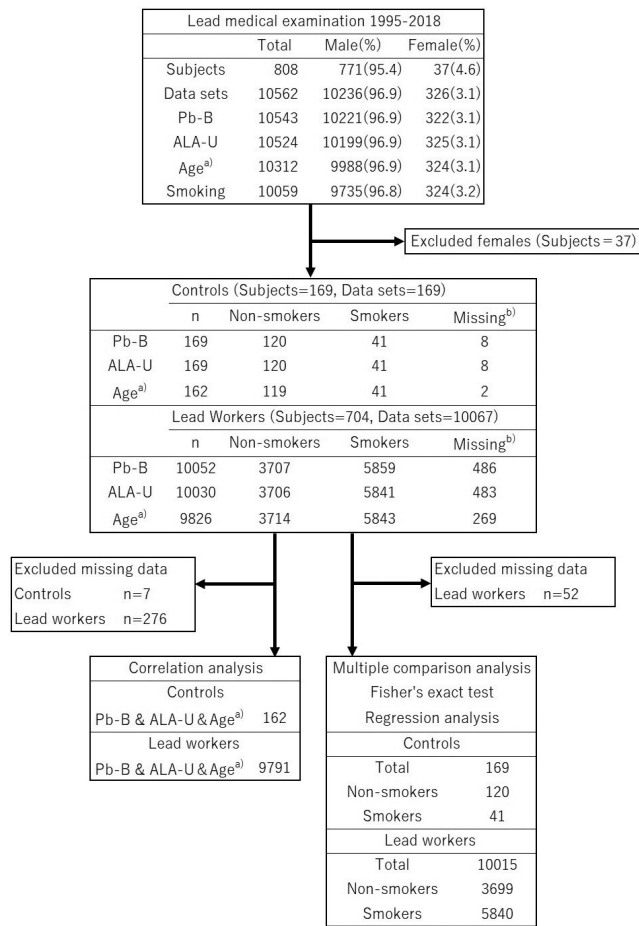 Lead medical examination 1995-2018
Total Male(%) Female(%)
Subjects 808 771(95.4) 37(4.6)
Data sets 10562 10236(96.9) 326(3.1)
Pb-B 10543 10221(96.9) 322(3.1)
ALA-U 10524 10199(96.9) 325(3.1)
Age a) 10312 9988(96.9) 324(3.1)
Smoking 10059 9735(96.8) 324(3.2)
Excluded females (Subjects=37)
Controls (Subjects=169, Data sets=169)
n Non-smokers Smokers Missing b)
Pb-B 169 120 41 8
ALA-U 169 120 41 8
Age a) 162 119 41 2
Lead Workers (Subjects=704, Data sets=10067)
n Non-smokers Smokers Missing b)
Pb-B 10052 3707 5859 486
ALA-U 10030 3706 5841 483
Age a) 9826 3714 5843 269
Excluded missing data
Controls n=7
Lead workers n=276
Excluded missing data
Lead workers n=52
Correlation analysis
Controls
Pb-B & ALA-U & Age a) 162
Lead workers
Pb-B & ALA-U & Age a) 9791
Multiple comparison analysis
Fisher's exact test
Regression analysis
Controls
Total 169
Non-smokers 120
Smokers 41
Lead workers
Total 10015
Non-smokers 3699
Smokers 5840